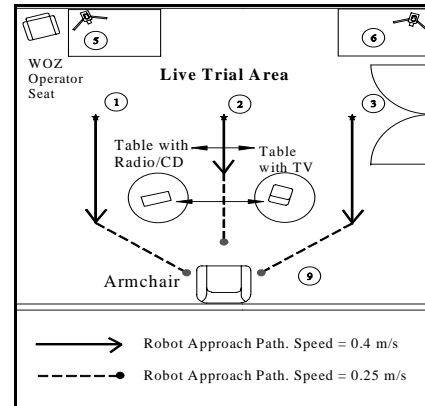 5
6
WOZ
Operator
Seat
Live Trial Area
1
2
3
Table with
Radio/CD
Table
with TV
Armchair
9
Robot Approach Path. Speed = 0.4 m/s
Robot Approach Path. Speed = 0.25 m/s